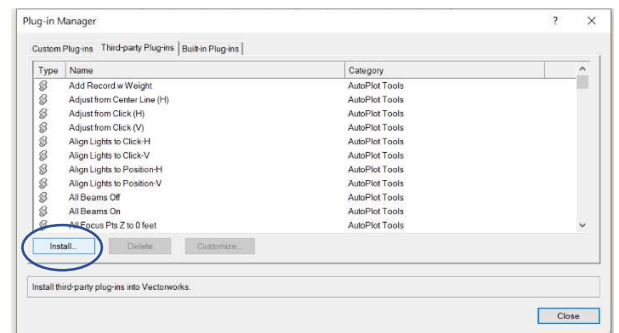 Plug-in Manager ? ×
Custom Plug-ins Third-party Plug-ins Built-in Plug-ins
Type Name Category
Add Record w Weight AutoPlot Tools
Adjust from Center Line (H) AutoPlot Tools
Adjust from Click (H) AutoPlot Tools
Adjust from Click (V) AutoPlot Tools
Align Lights to Click-H AutoPlot Tools
Align Lights to Click-V AutoPlot Tools
Align Lights to Position-H AutoPlot Tools
Align Lights to Position-V AutoPlot Tools
All Beams Off AutoPlot Tools
All Beams On AutoPlot Tools
All Focus Pts Z to 0 feet AutoPlot Tools
Install... Delete Customize...
Install third-party plug-ins into Vectorworks.
Close